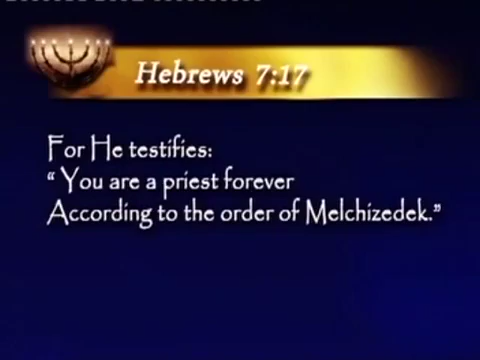 Hebrews 7:17
For He testifies:
“ You are a priest forever
According to the order of Melchizedek.”